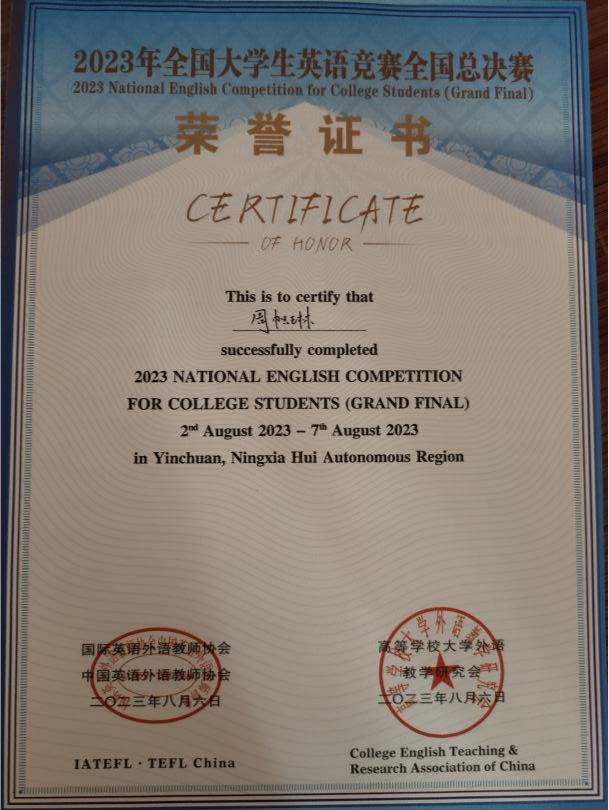 2023年全国大学生英语竞赛全国总决赛
2023 National English Competition for College Students (Grand Final)
荣誉证书
CERTIFICATE
OF HONOR
This is to certify that
周
successfully completed
2023 NATIONAL ENGLISH COMPETITION
FOR COLLEGE STUDENTS (GRAND FINAL)
2nd August 2023 – 7th August 2023
in Yinchuan, Ningxia Hui Autonomous Region
国际英语外语教师协会
中国英语外语教师协会
二〇二三年八月六日
IATEFL · TEFL China
高等学校大学外语
教学研究会
二〇二三年八月六日
College English Teaching &
Research Association of China